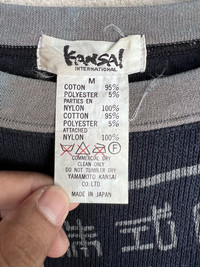 Kansai
INTERNATIONAL
M
COTTON 95%
POLYESTER 5%
PARTIES EN
NYLON 100%
COTTON 95%
POLYESTER 5%
ATTACHED
NYLON 100%
COMMERCIAL DRY
CLEAN ONLY
DO NOT TUMBLE DRY
YAMAMOTO KANSAI
CO. LTD
MADE IN JAPAN